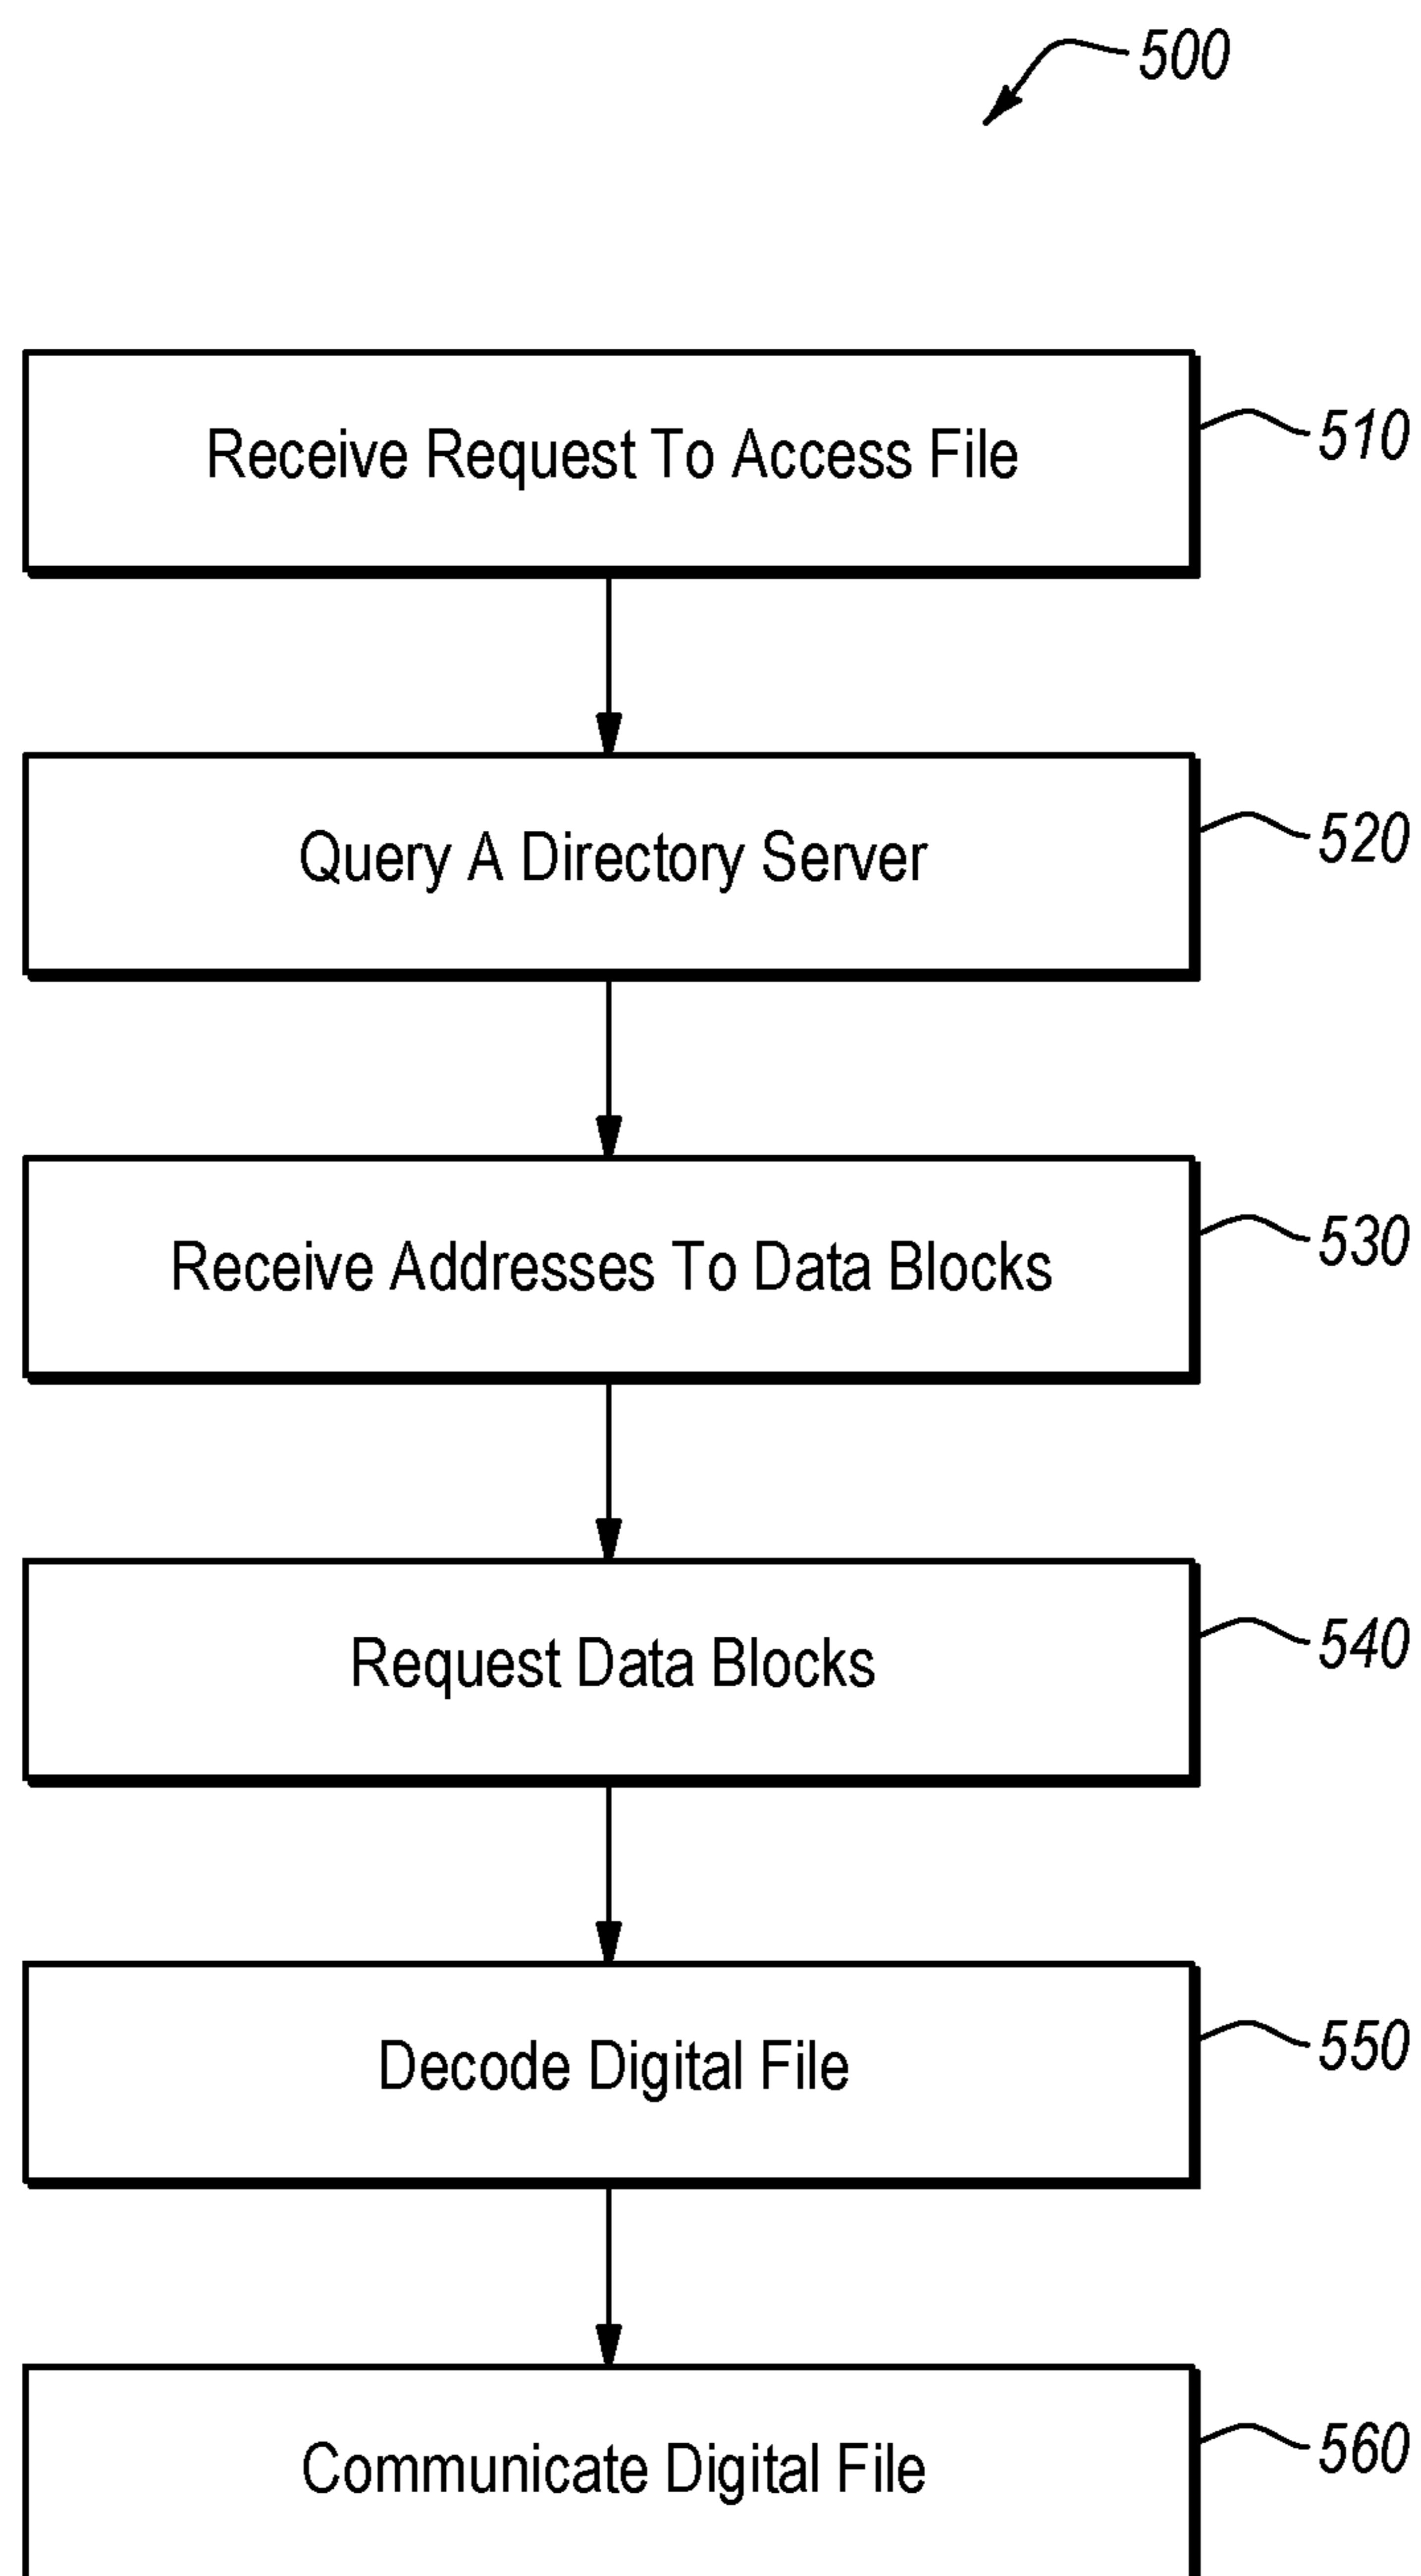 500
Receive Request To Access File
510
Query A Directory Server
520
Receive Addresses To Data Blocks
530
Request Data Blocks
540
Decode Digital File
550
Communicate Digital File
560